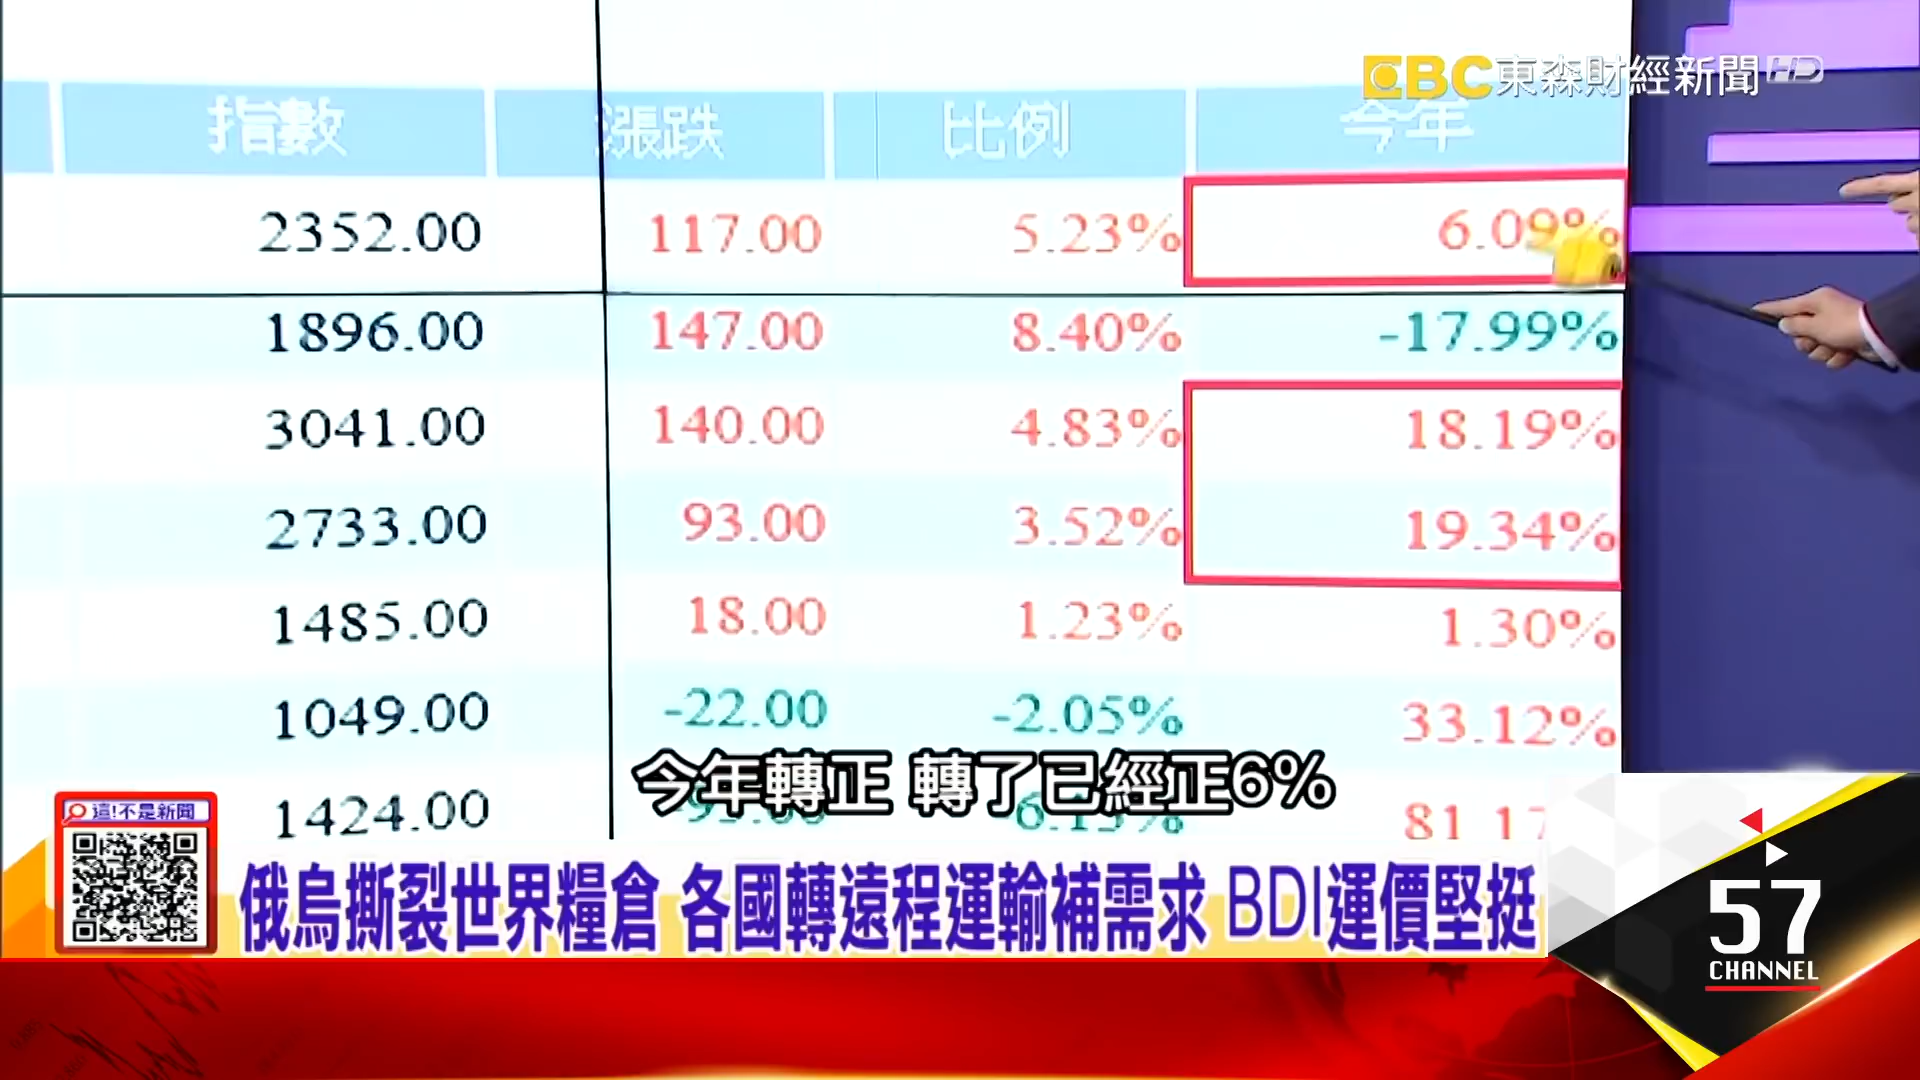 EBC 東森財經新聞 HD
指數 漲跌 比例 今年
2352.00 117.00 5.23% 6.09%
1896.00 147.00 8.40% -17.99%
3041.00 140.00 4.83% 18.19%
2733.00 93.00 3.52% 19.34%
1485.00 18.00 1.23% 1.30%
1049.00 -22.00 -2.05% 33.12%
1424.00
今年轉正 轉了已經正6%
這!不是新聞
俄烏撕裂世界糧倉 各國轉遠程運輸補需求 BDI運價堅挺
57
CHANNEL